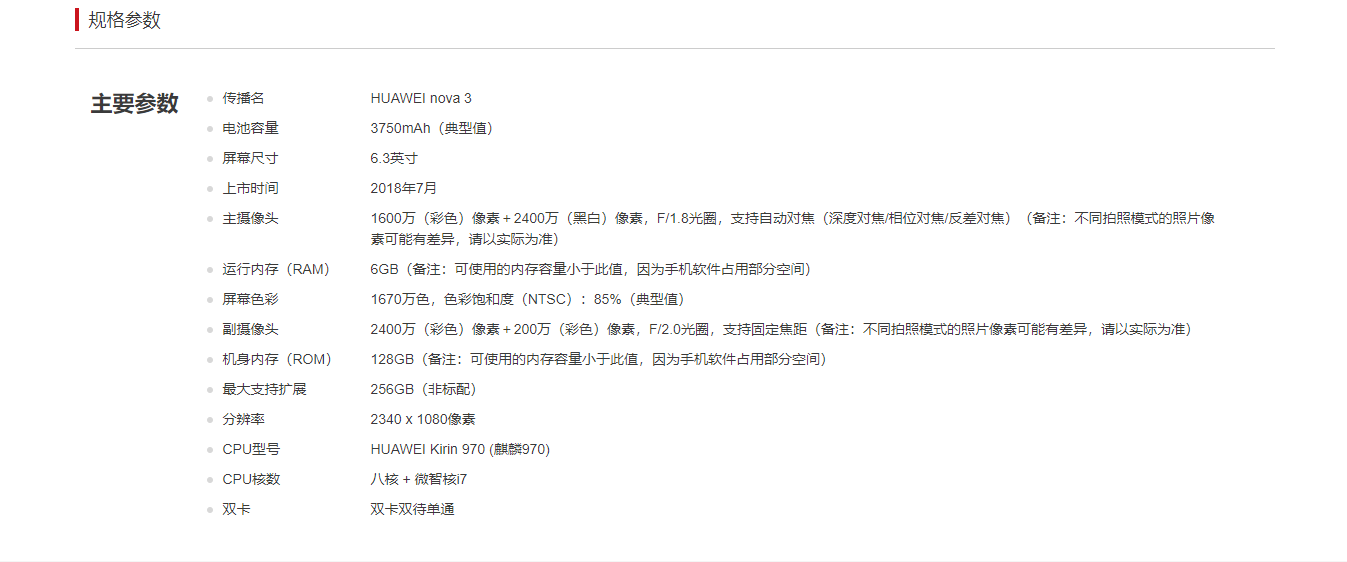 规格参数
主要参数
传播名 HUAWEI nova 3
电池容量 3750mAh（典型值）
屏幕尺寸 6.3英寸
上市时间 2018年7月
主摄像头 1600万（彩色）像素＋2400万（黑白）像素，F/1.8光圈，支持自动对焦（深度对焦/相位对焦/反差对焦）（备注：不同拍照模式的照片像
素可能有差异，请以实际为准）
运行内存（RAM） 6GB（备注：可使用的内存容量小于此值，因为手机软件占用部分空间）
屏幕色彩 1670万色，色彩饱和度（NTSC）：85%（典型值）
副摄像头 2400万（彩色）像素＋200万（彩色）像素，F/2.0光圈，支持固定焦距（备注：不同拍照模式的照片像素可能有差异，请以实际为准）
机身内存（ROM） 128GB（备注：可使用的内存容量小于此值，因为手机软件占用部分空间）
最大支持扩展 256GB（非标配）
分辨率 2340 x 1080像素
CPU型号 HUAWEI Kirin 970 (麒麟970)
CPU核数 八核 + 微智核i7
双卡 双卡双待单通